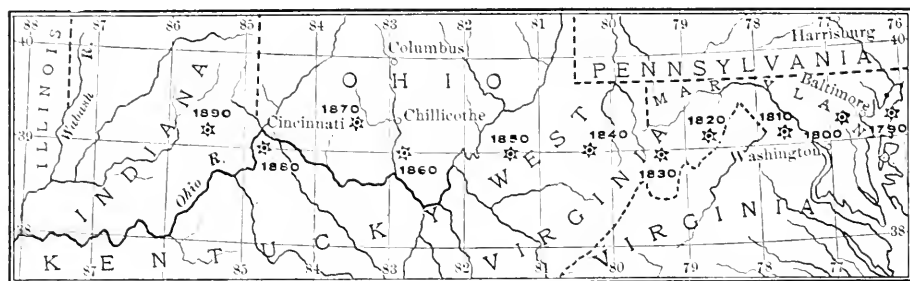 88 87 86 85 84 83 82 81 80 79 78 77 76
40 Harrisburg 40
Columbus
ILLINOIS
Wabash R.
OHIO
PENNSYLVANIA
MARYLAND
Baltimore
INDIANA
1890
1870
Cincinnati
Chillicothe
1880
1860
1850
1840
1830
1820
1810
1800
1790
39
Washington
WEST VIRGINIA
Ohio R.
VIRGINIA
38 38
KENTUCKY
87 85 84 83 82 81 80 79 78 77